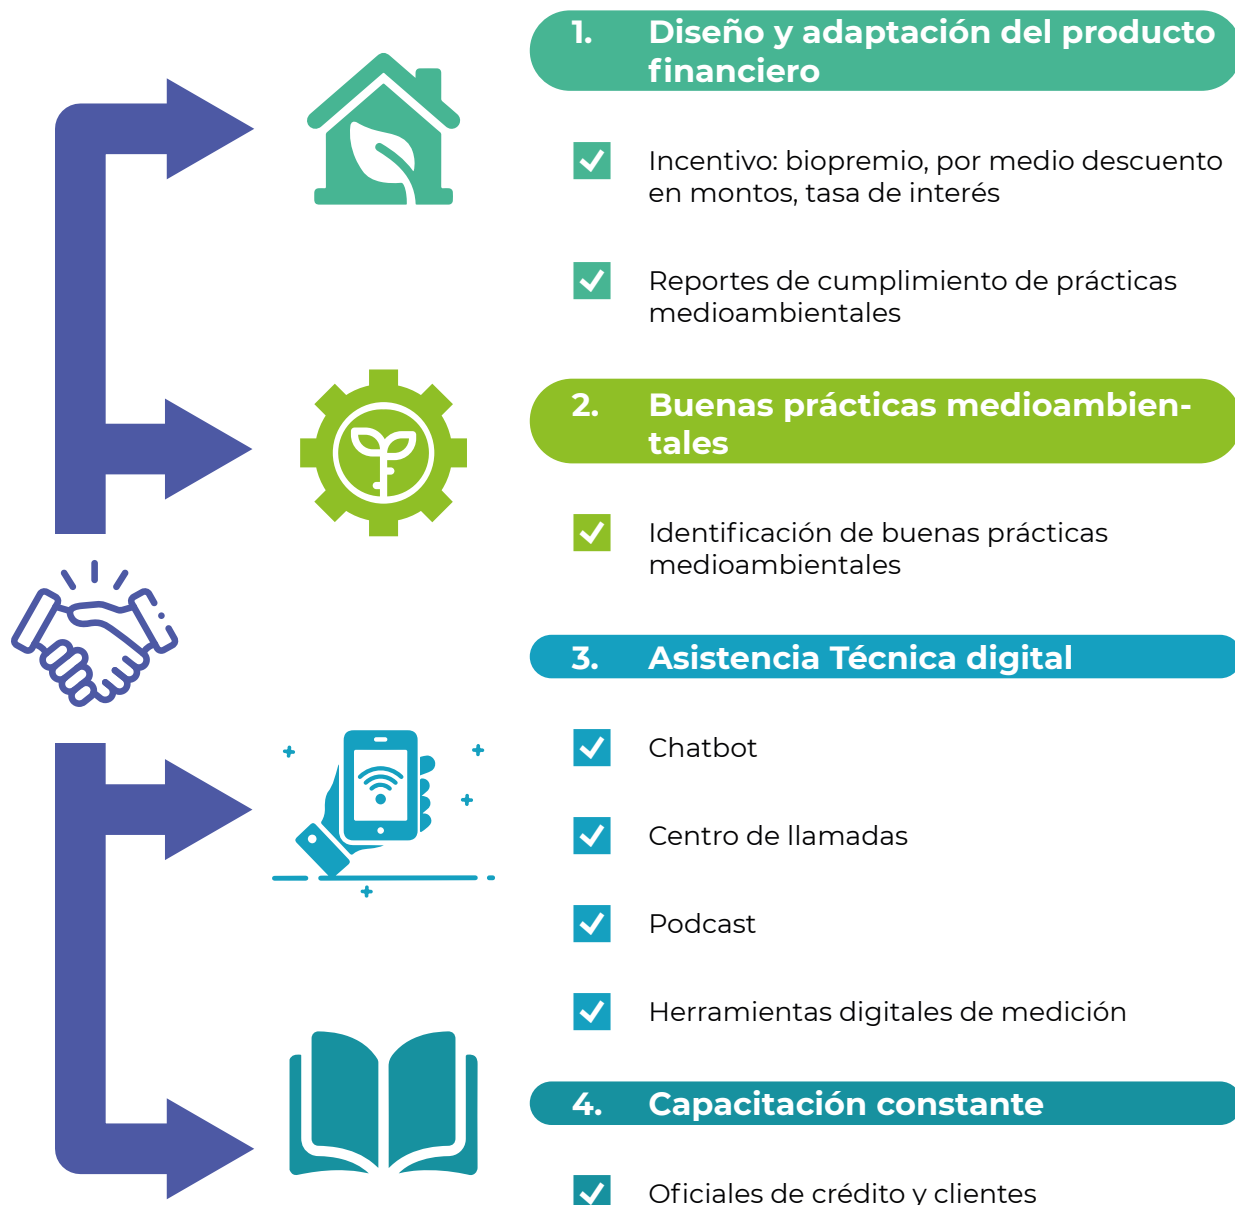 1. Diseño y adaptación del producto
financiero
Incentivo: biopremio, por medio descuento
en montos, tasa de interés
Reportes de cumplimiento de prácticas
medioambientales
2. Buenas prácticas medioambien-
tales
Identificación de buenas prácticas
medioambientales
3. Asistencia Técnica digital
Chatbot
Centro de llamadas
Podcast
Herramientas digitales de medición
4. Capacitación constante
Oficiales de crédito y clientes